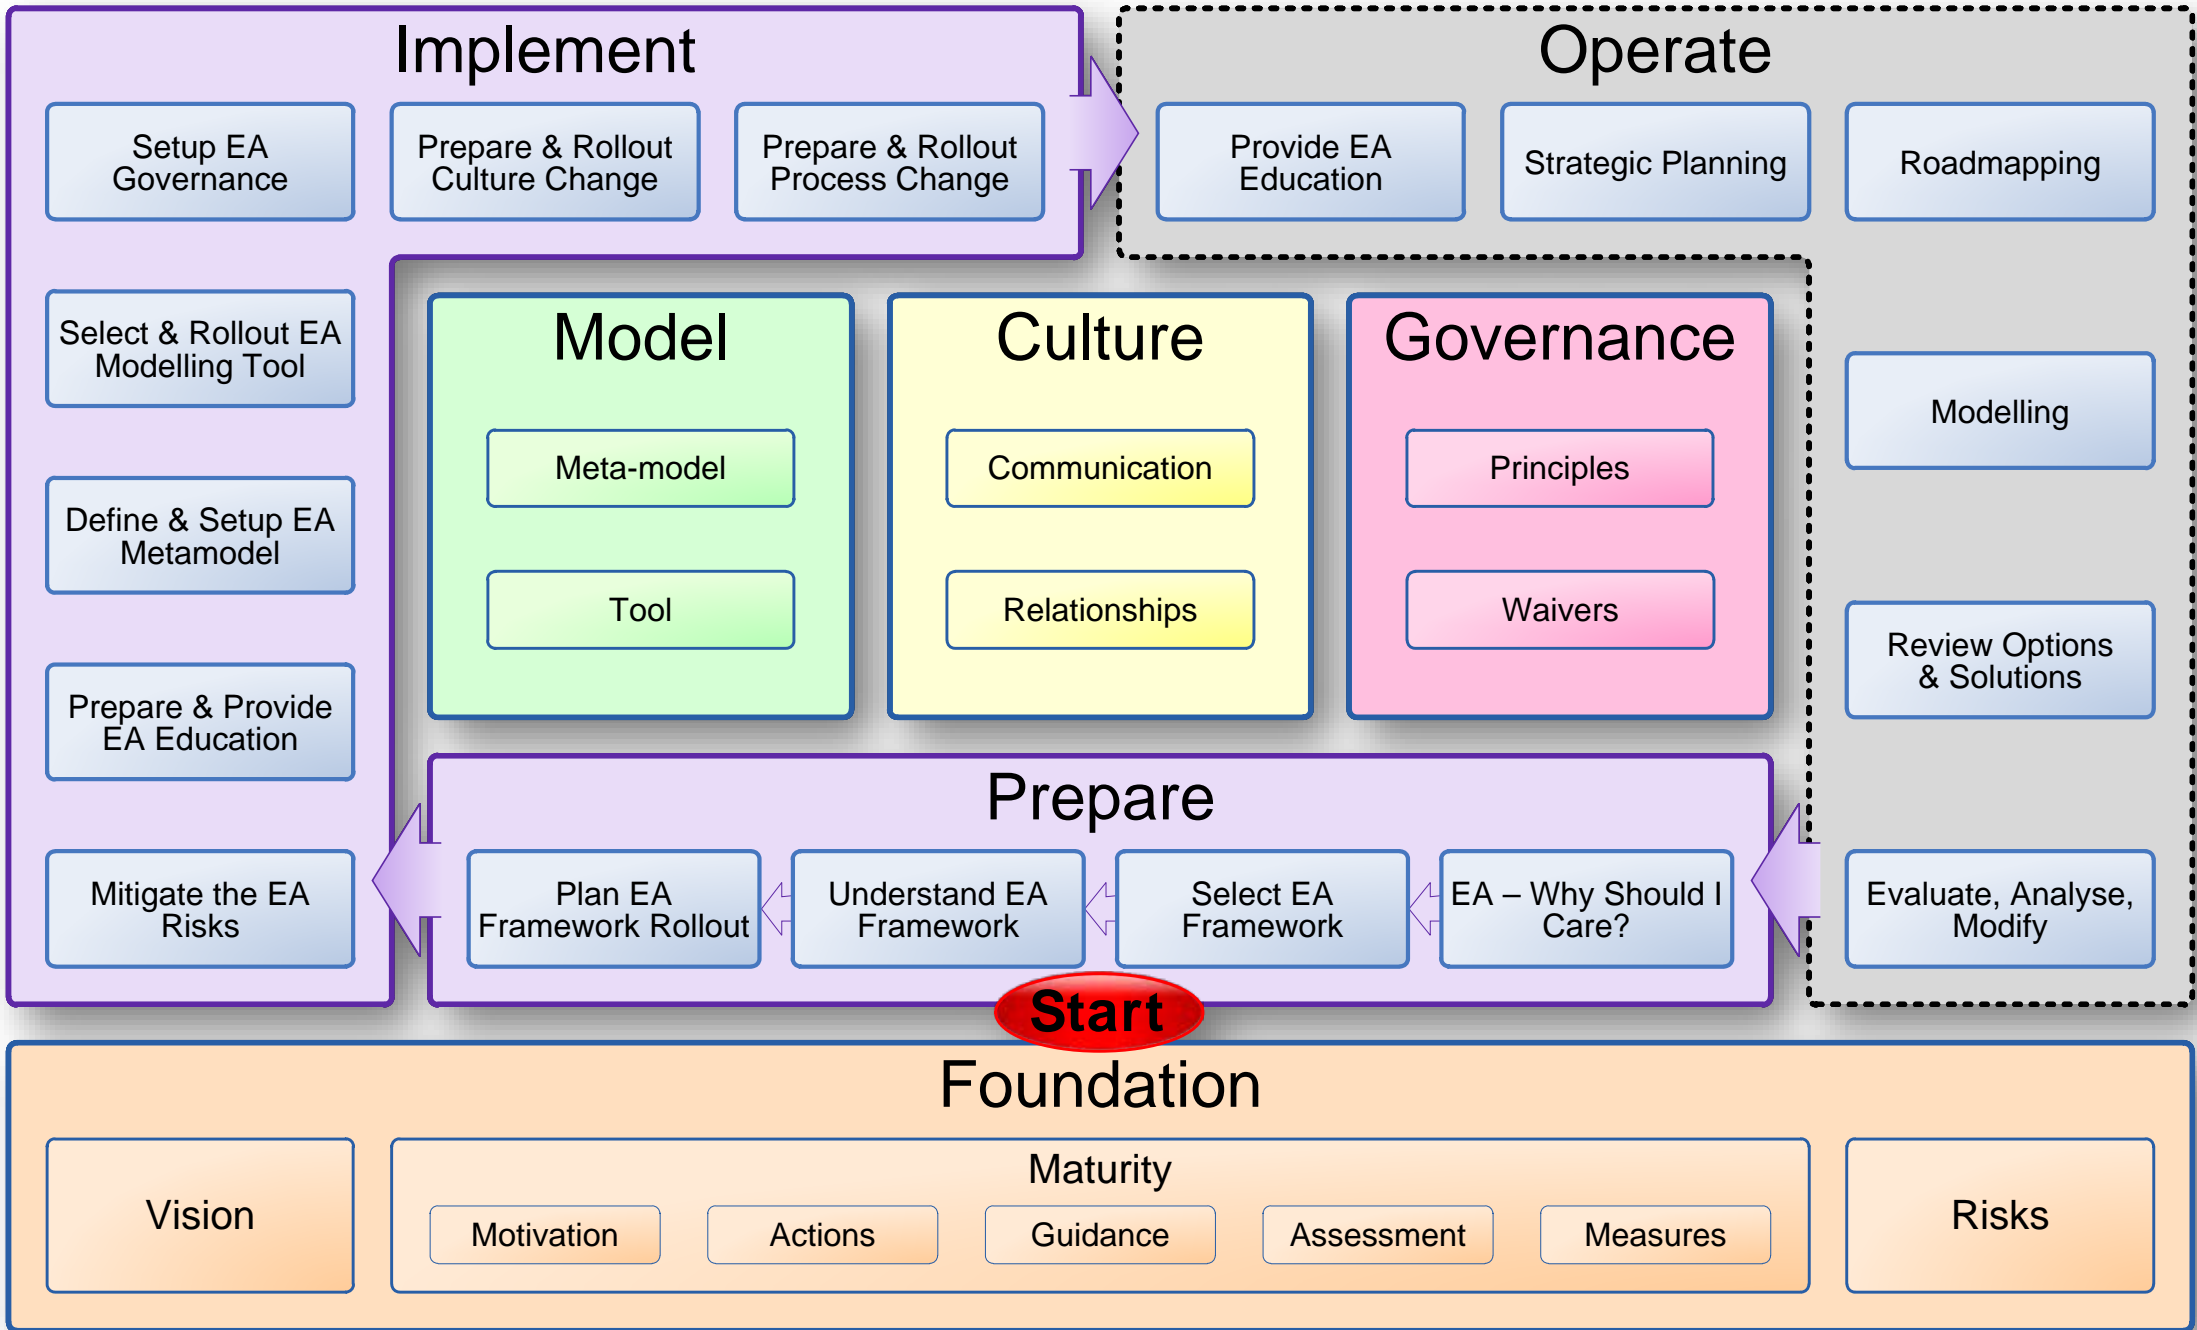 Implement
Setup EA
Governance
Prepare & Rollout
Culture Change
Prepare & Rollout
Process Change
Select & Rollout EA
Modelling Tool
Define & Setup EA
Metamodel
Prepare & Provide
EA Education
Mitigate the EA
Risks
Operate
Provide EA
Education
Strategic Planning
Roadmapping
Modelling
Review Options
& Solutions
Evaluate, Analyse,
Modify
Model
Meta-model
Tool
Culture
Communication
Relationships
Governance
Principles
Waivers
Prepare
Plan EA
Framework Rollout
Understand EA
Framework
Select EA
Framework
EA – Why Should I
Care?
Start
Foundation
Vision
Maturity
Motivation
Actions
Guidance
Assessment
Measures
Risks